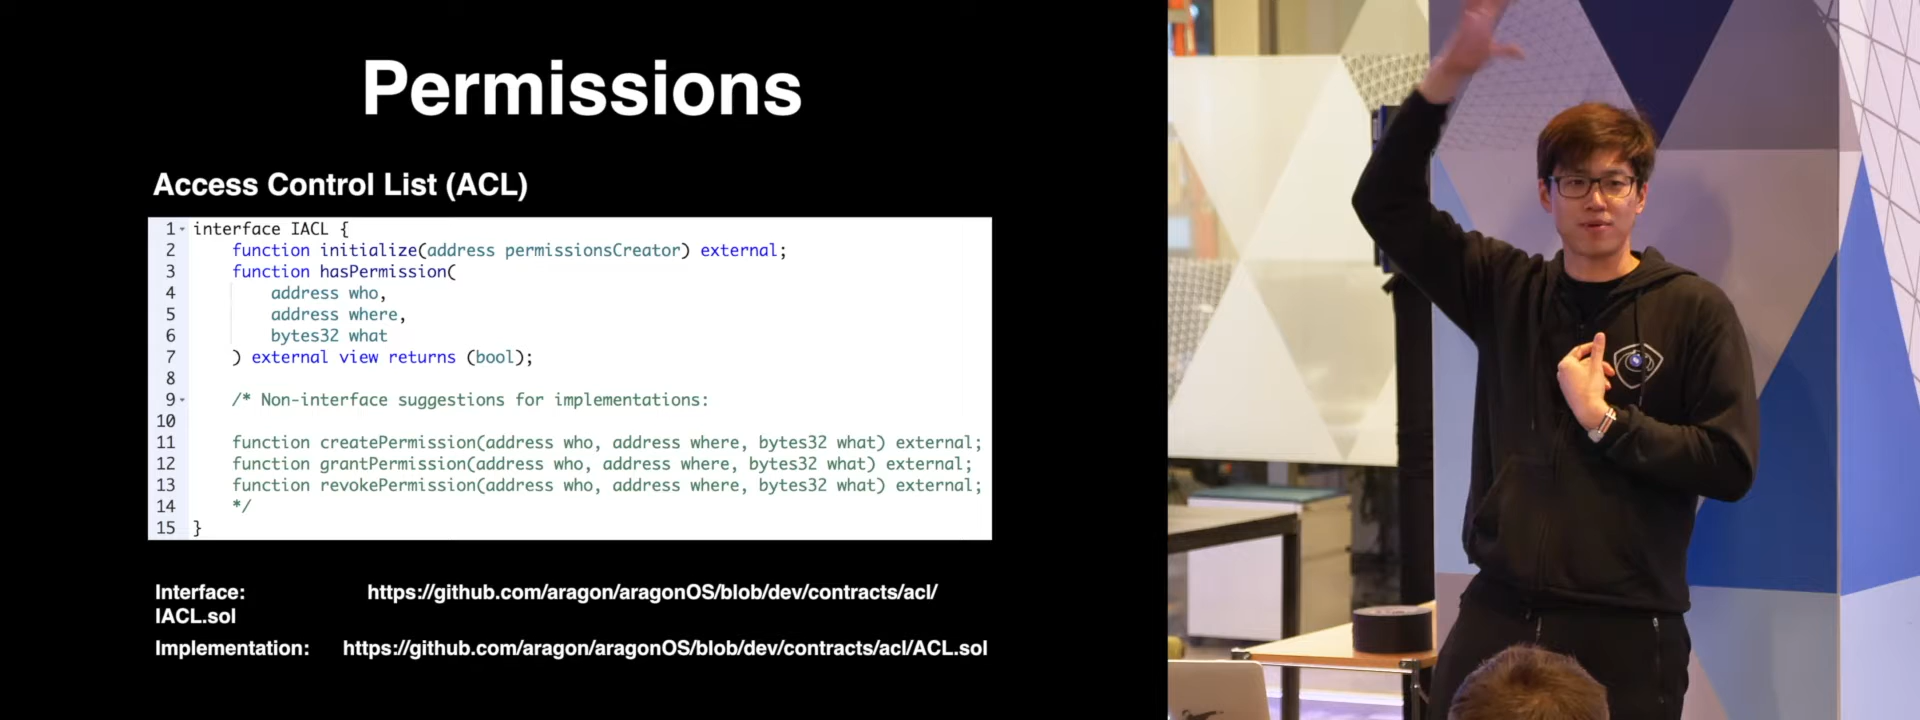 Permissions
Access Control List (ACL)
1 interface IACL {
2 function initialize(address permissionsCreator) external;
3 function hasPermission(
4 address who,
5 address where,
6 bytes32 what
7 ) external view returns (bool);
8
9 /* Non-interface suggestions for implementations:
10
11 function createPermission(address who, address where, bytes32 what) external;
12 function grantPermission(address who, address where, bytes32 what) external;
13 function revokePermission(address who, address where, bytes32 what) external;
14 */
15 }
Interface: https://github.com/aragon/aragonOS/blob/dev/contracts/acl/
IACL.sol
Implementation: https://github.com/aragon/aragonOS/blob/dev/contracts/acl/ACL.sol